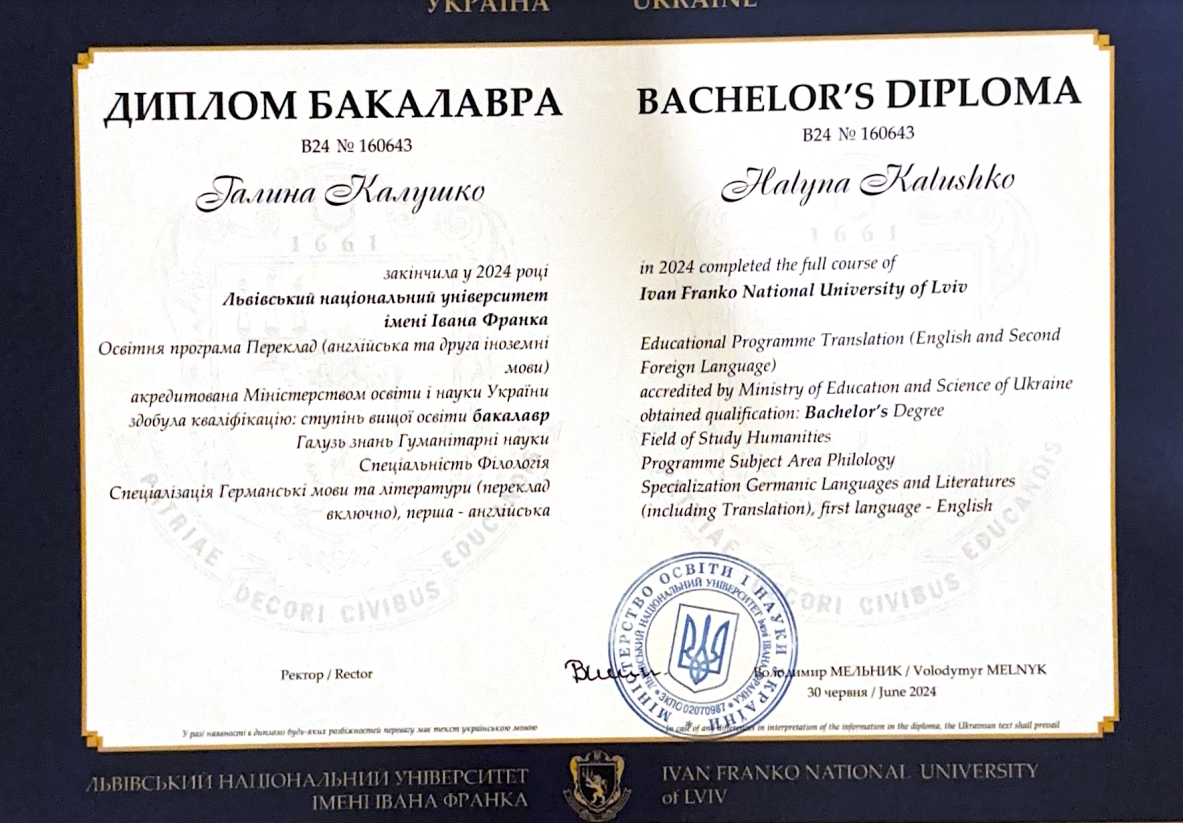 УКРАЇНА
UKRAINE
ДИПЛОМ БАКАЛАВРА
B24 № 160643
Галина Калушко
1661
закінчила у 2024 році
Львівський національний університет
імені Івана Франка
Освітня програма Переклад (англійська та друга іноземні
мови)
акредитована Міністерством освіти і науки України
здобула кваліфікацію: ступінь вищої освіти бакалавр
Галузь знань Гуманітарні науки
Спеціальність Філологія
Спеціалізація Германські мови та літератури (переклад
включно), перша - англійська
PATRIAE DECORI CIVIBUS EDUCANDIS
Ректор / Rector
У разі наявності в дипломі будь-яких розбіжностей перевагу має текст українською мовою
BACHELOR'S DIPLOMA
B24 № 160643
Halyna Kalushko
1661
in 2024 completed the full course of
Ivan Franko National University of Lviv
Educational Programme Translation (English and Second
Foreign Language)
accredited by Ministry of Education and Science of Ukraine
obtained qualification: Bachelor's Degree
Field of Study Humanities
Programme Subject Area Philology
Specialization Germanic Languages and Literatures
(including Translation), first language - English
CIVIBUS EDUCANDIS
МІНІСТЕРСТВО ОСВІТИ І НАУКИ УКРАЇНИ
ЛЬВІВСЬКИЙ НАЦІОНАЛЬНИЙ УНІВЕРСИТЕТ імені ІВАНА ФРАНКА
ЗКПО 02070987
Володимир МЕЛЬНИК / Volodymyr MELNYK
30 червня / June 2024
In case of any differences in interpretation of the information in the diploma, the Ukrainian text shall prevail
ЛЬВІВСЬКИЙ НАЦІОНАЛЬНИЙ УНІВЕРСИТЕТ
ІМЕНІ ІВАНА ФРАНКА
IVAN FRANKO NATIONAL UNIVERSITY
of LVIV